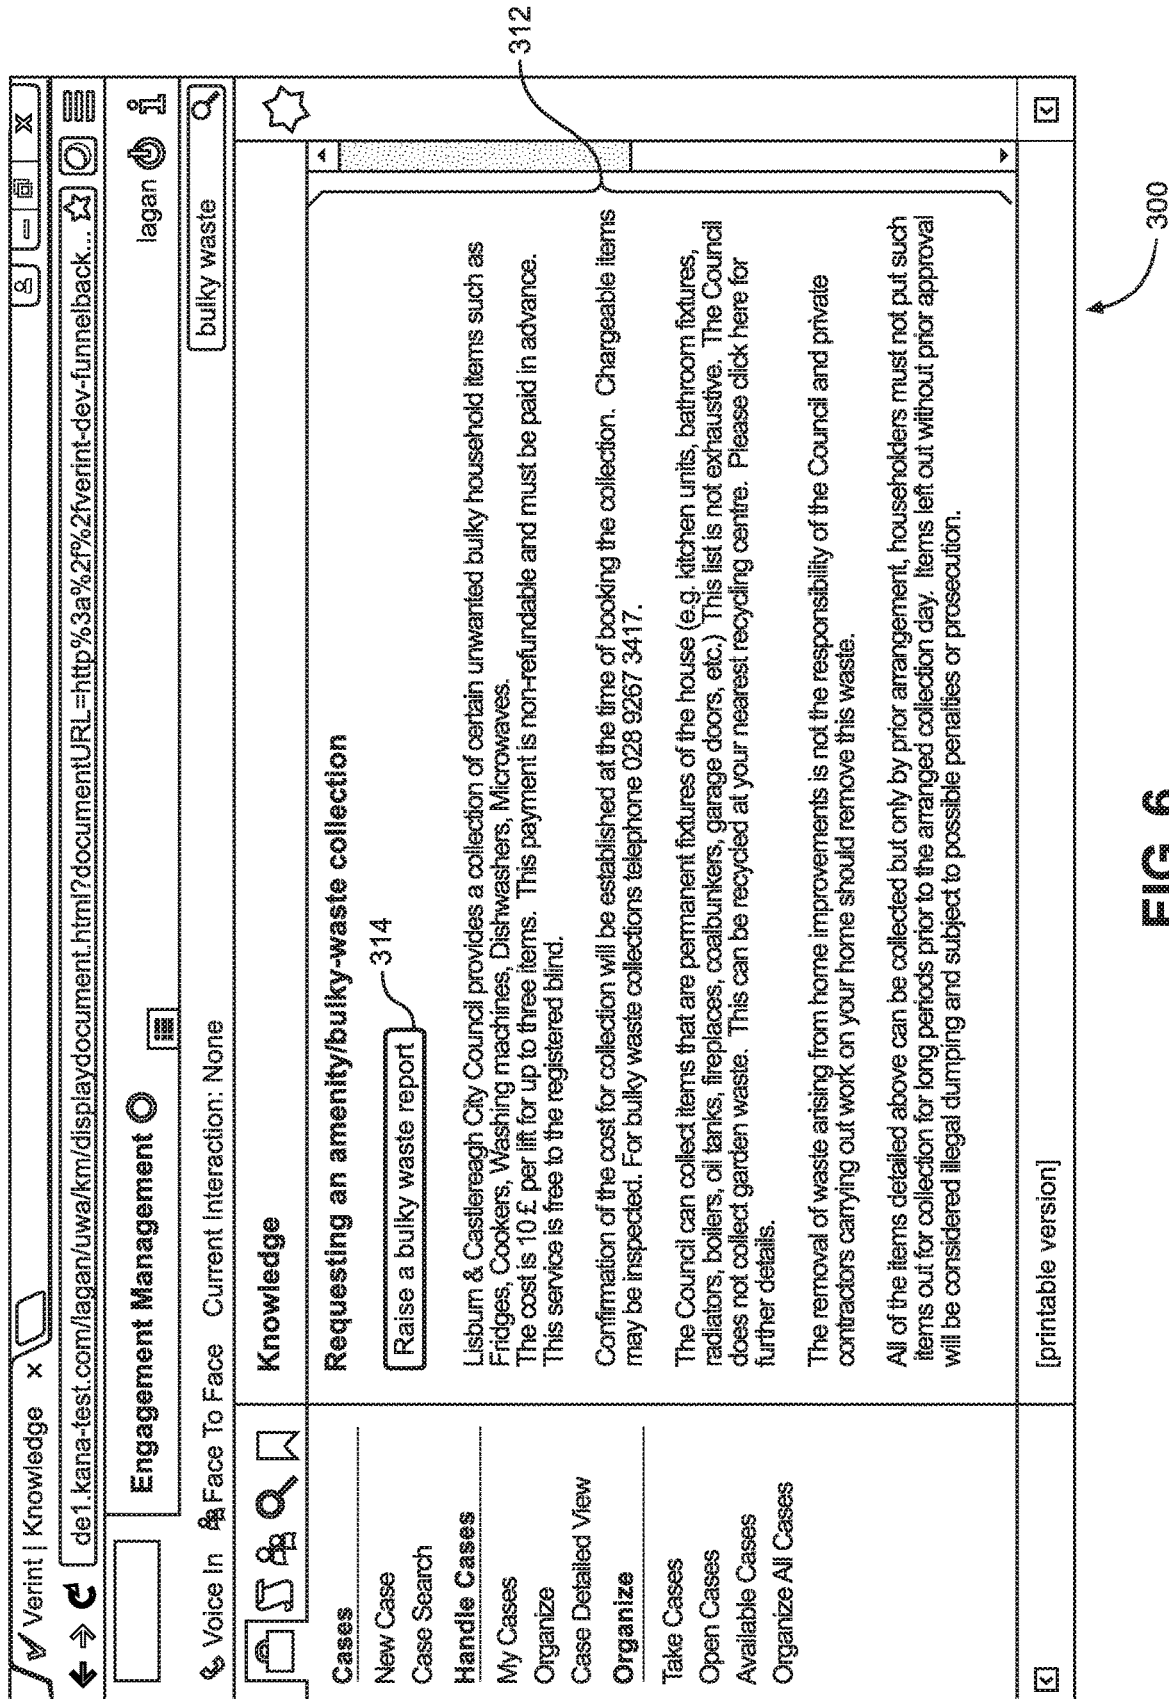 Verint | Knowledge x
X
de1.kana-test.com/lagan/uwa/km/displaydocument.html?documentURL=http%3a%2f%2fverint-dev-funnelback...
Engagement Management
lagan
Voice In Face To Face Current Interaction: None
bulky waste
Knowledge
Cases
New Case
Case Search
Handle Cases
My Cases
Organize
Case Detailed View
Organize
Take Cases
Open Cases
Available Cases
Organize All Cases
Requesting an amenity/bulky-waste collection
Raise a bulky waste report
314
Lisburn & Castlereagh City Council provides a collection of certain unwanted bulky household items such as
Fridges, Cookers, Washing machines, Dishwashers, Microwaves.
The cost is 10 £ per lift for up to three items. This payment is non-refundable and must be paid in advance.
This service is free to the registered blind.
Confirmation of the cost for collection will be established at the time of booking the collection. Chargeable items
may be inspected. For bulky waste collections telephone 028 9267 3417.
The Council can collect items that are permanant fixtures of the house (e.g. kitchen units, bathroom fixtures,
radiators, boilers, oil tanks, fireplaces, coalbunkers, garage doors, etc.) This list is not exhaustive. The Council
does not collect garden waste. This can be recycled at your nearest recycling centre. Please click here for
further details.
The removal of waste arising from home improvements is not the responsibility of the Council and private
contractors carrying out work on your home should remove this waste.
All of the items detailed above can be collected but only by prior arrangement, householders must not put such
items out for collection for long periods prior to the arranged collection day. Items left out without prior approval
will be considered illegal dumping and subject to possible penalties or prosecution.
312
[printable version]
300
FIG. 6